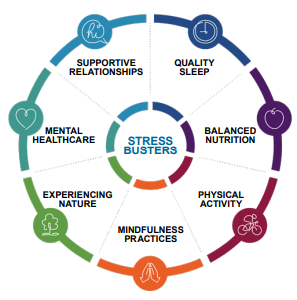 hi
SUPPORTIVE
RELATIONSHIPS
QUALITY
SLEEP
MENTAL
HEALTHCARE
STRESS
BUSTERS
BALANCED
NUTRITION
EXPERIENCING
NATURE
PHYSICAL
ACTIVITY
MINDFULNESS
PRACTICES